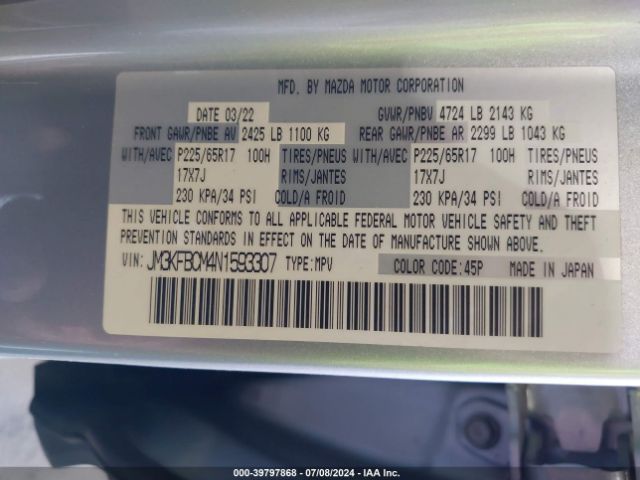 MFD. BY MAZDA MOTOR CORPORATION
DATE 03/22 GVWR/PNBV 4724 LB 2143 KG
FRONT GAWR/PNBE AV 2425 LB 1100 KG REAR GAWR/PNBE AR 2299 LB 1043 KG
WITH/AVEC P225/65R17 100H TIRES/PNEUS WITH/AVEC P225/65R17 100H TIRES/PNEUS
17X7J RIMS/JANTES 17X7J RIMS/JANTES
230 KPA/34 PSI COLD/A FROID 230 KPA/34 PSI COLD/A FROID
THIS VEHICLE CONFORMS TO ALL APPLICABLE FEDERAL MOTOR VEHICLE SAFETY AND THEFT
PREVENTION STANDARDS IN EFFECT ON THE DATE OF MANUFACTURE SHOWN ABOVE.
VIN: JM3KFBCM4N1593307 TYPE:MPV COLOR CODE:45P MADE IN JAPAN
000-39797868 - 07/08/2024 - IAA Inc.